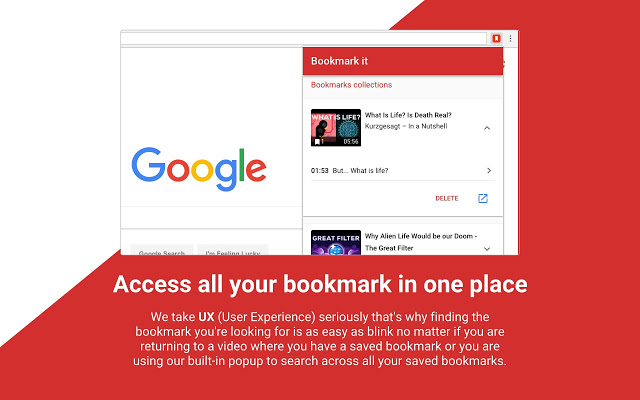 Bookmark it
Bookmarks collections
WHAT IS LIFE?
1
05:56
What Is Life? Is Death Real?
Kurzgesagt – In a Nutshell
Google
01:53 But... What is life?
DELETE
GREAT FILTER
Why Alien Life Would be our Doom -
The Great Filter
Google Search
I'm Feeling Lucky
Access all your bookmark in one place
We take UX (User Experience) seriously that's why finding the
bookmark you're looking for is as easy as blink no matter if you are
returning to a video where you have a saved bookmark or you are
using our built-in popup to search across all your saved bookmarks.